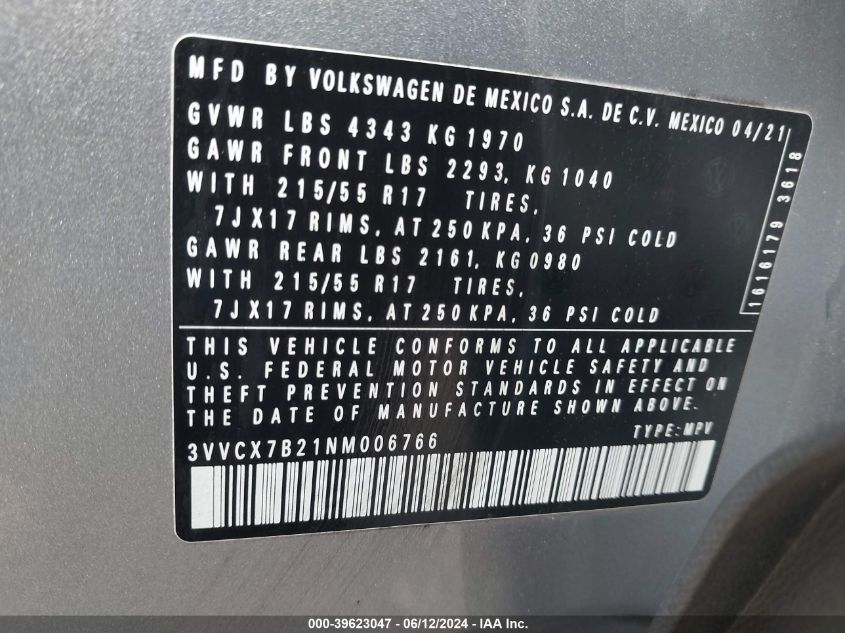 MFD BY VOLKSWAGEN DE MEXICO S.A. DE C.V. MEXICO 04/21
GVWR LBS 4343 KG 1970
GAWR FRONT LBS 2293, KG 1040
WITH 215/55 R17 TIRES,
7JX17 RIMS, AT 250 KPA, 36 PSI COLD
GAWR REAR LBS 2161, KG 0980
WITH 215/55 R17 TIRES,
7JX17 RIMS, AT 250 KPA, 36 PSI COLD
1616179 3618
THIS VEHICLE CONFORMS TO ALL APPLICABLE
U.S. FEDERAL MOTOR VEHICLE SAFETY AND
THEFT PREVENTION STANDARDS IN EFFECT ON
THE DATE OF MANUFACTURE SHOWN ABOVE.
3VVCX7B21NM006766 TYPE: MPV
000-39623047 - 06/12/2024 - IAA Inc.